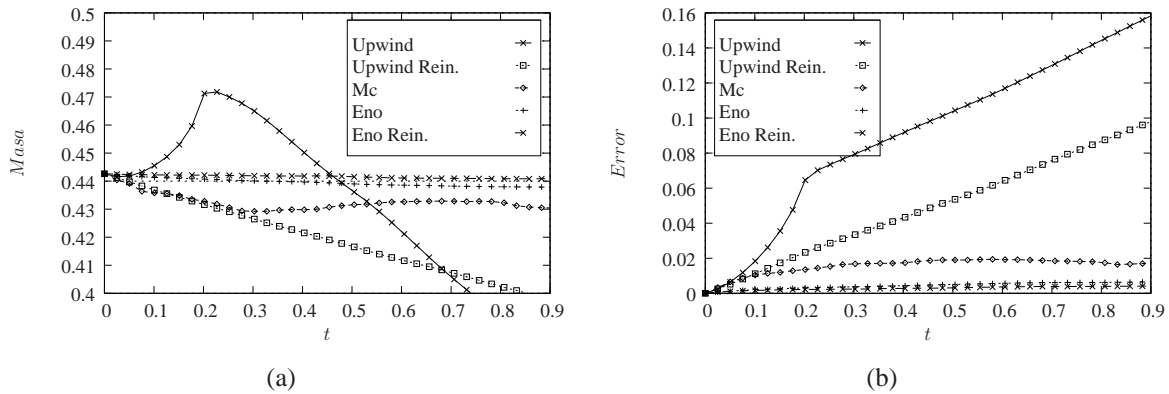 0.5
0.49
0.48
0.47
0.46
0.45
0.44
0.43
0.42
0.41
0.4
Masa
0 0.1 0.2 0.3 0.4 0.5 0.6 0.7 0.8 0.9
t
Upwind
Upwind Rein.
Mc
Eno
Eno Rein.
(a)
0.16
0.14
0.12
0.10
0.08
0.06
0.04
0.02
0
Error
0 0.1 0.2 0.3 0.4 0.5 0.6 0.7 0.8 0.9
t
Upwind
Upwind Rein.
Mc
Eno
Eno Rein.
(b)